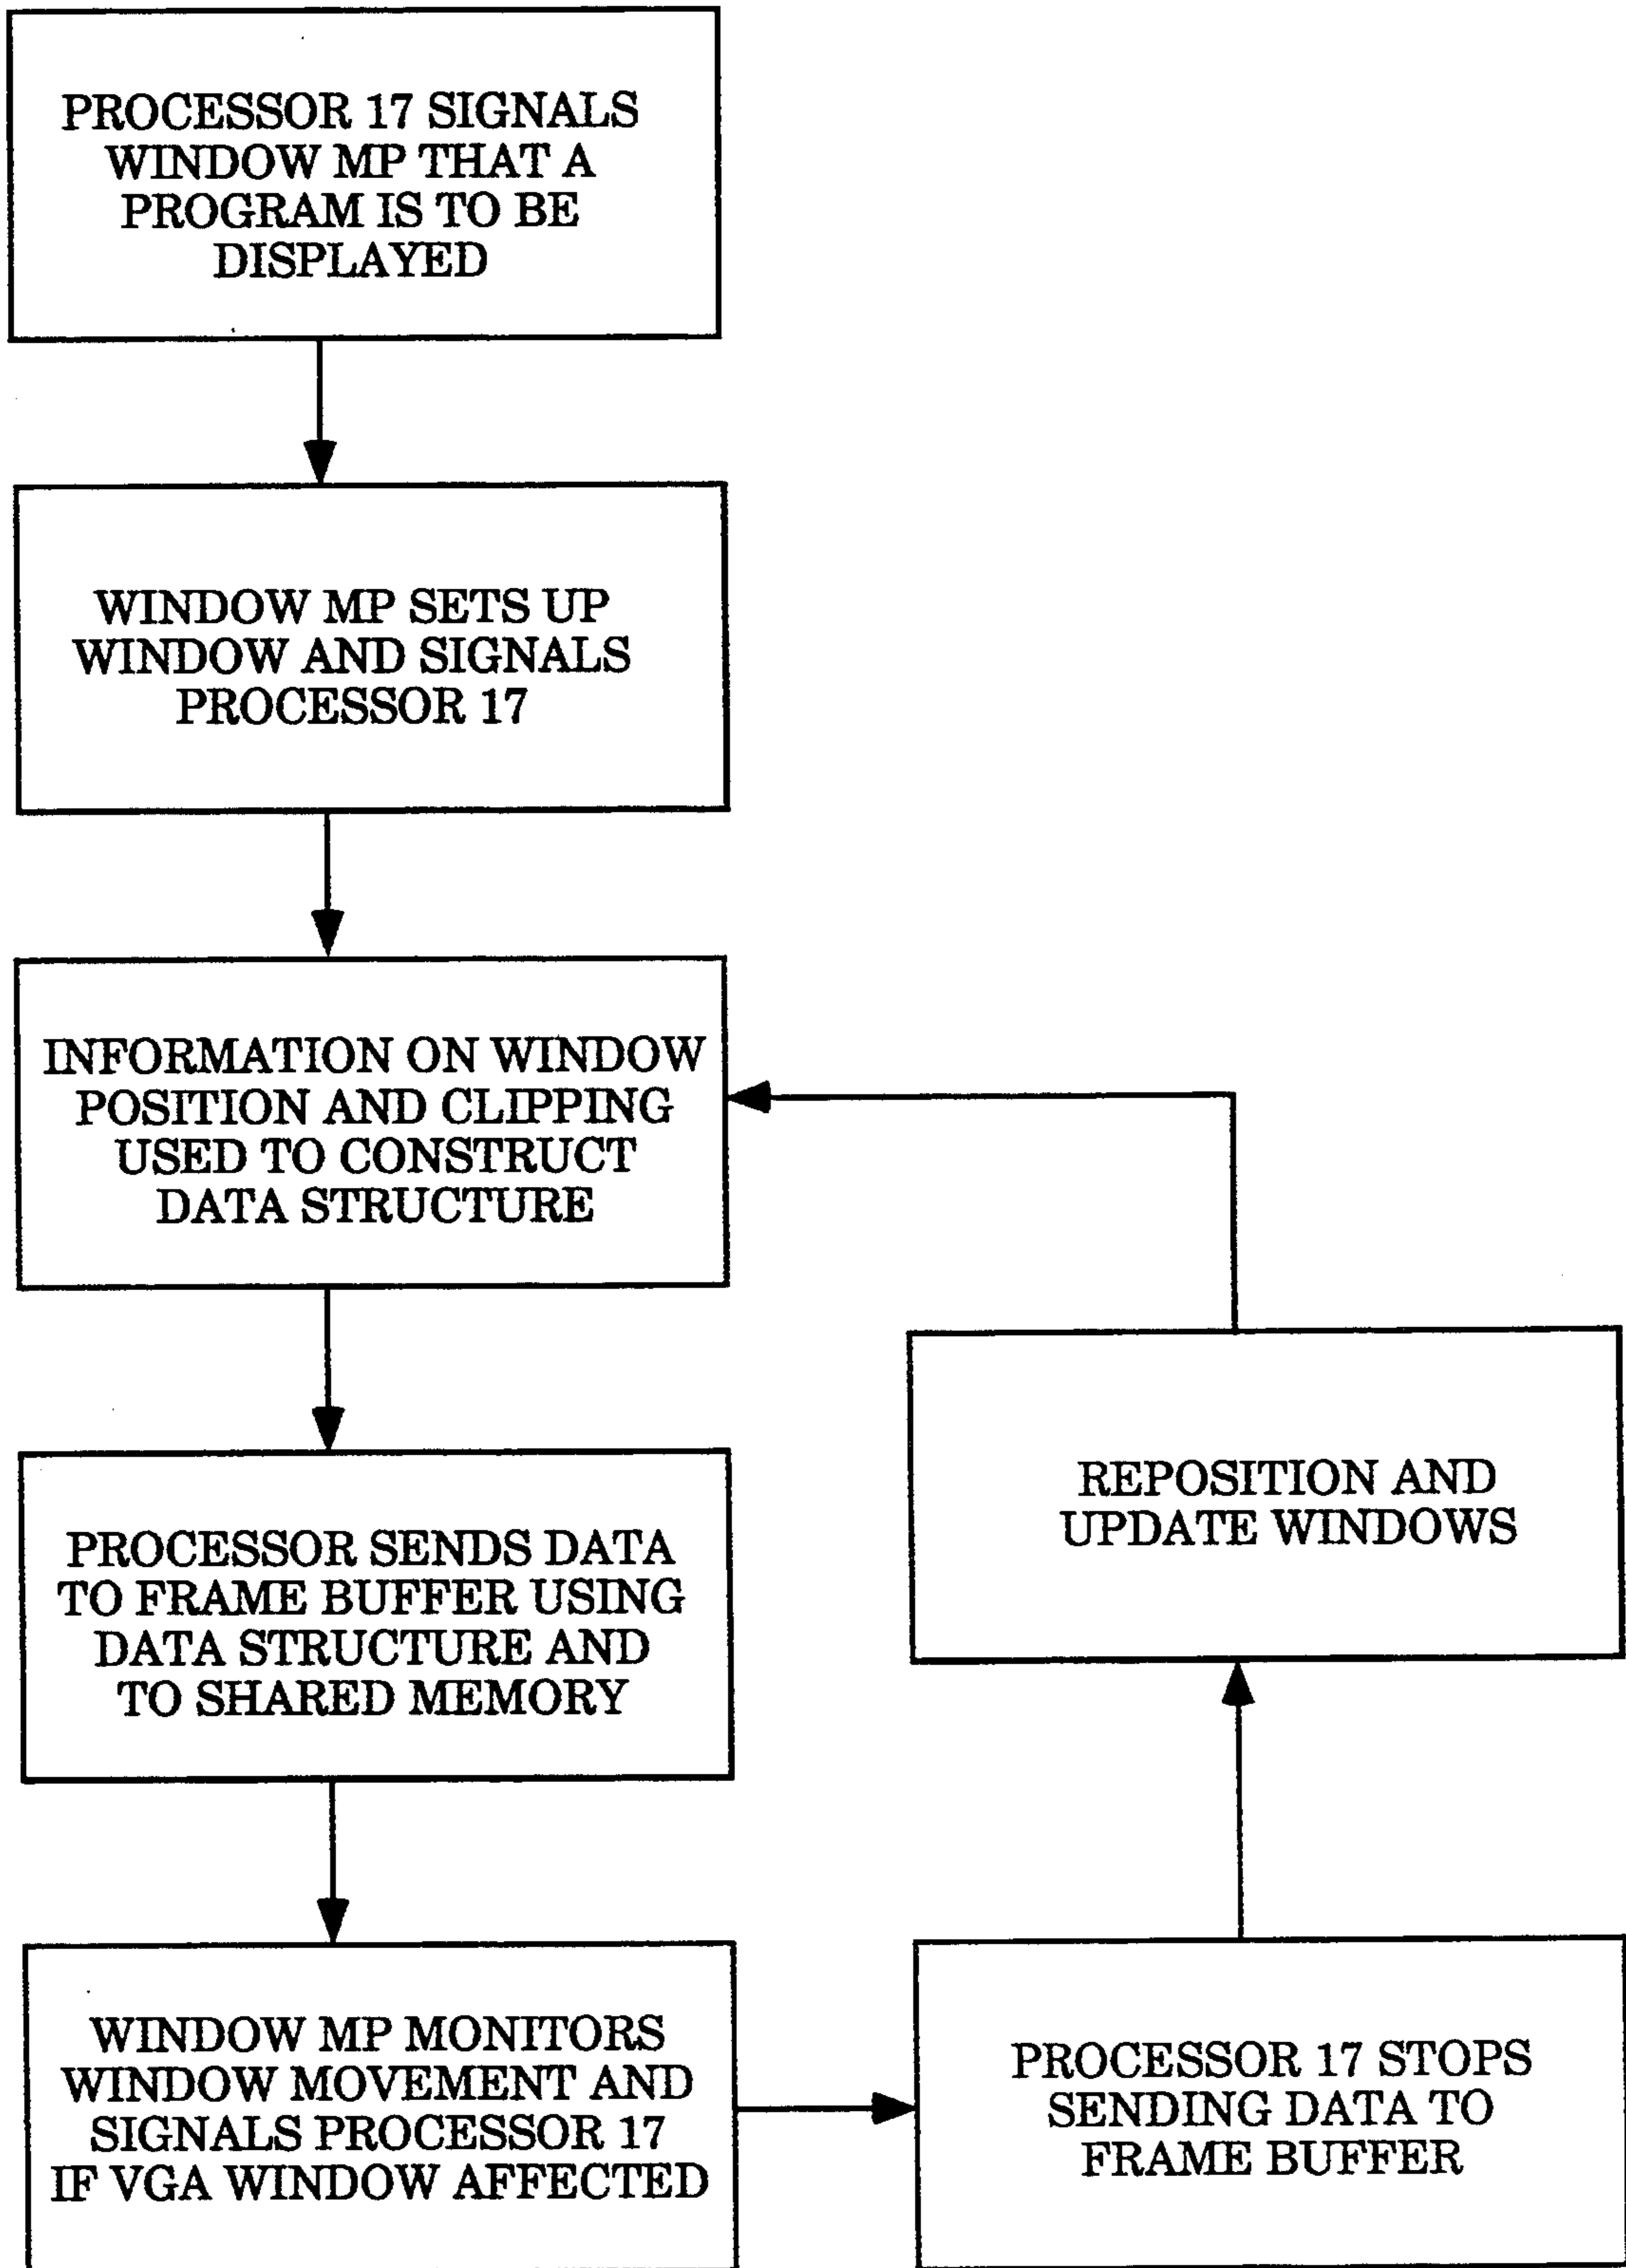 PROCESSOR 17 SIGNALS
WINDOW MP THAT A
PROGRAM IS TO BE
DISPLAYED
WINDOW MP SETS UP
WINDOW AND SIGNALS
PROCESSOR 17
INFORMATION ON WINDOW
POSITION AND CLIPPING
USED TO CONSTRUCT
DATA STRUCTURE
PROCESSOR SENDS DATA
TO FRAME BUFFER USING
DATA STRUCTURE AND
TO SHARED MEMORY
WINDOW MP MONITORS
WINDOW MOVEMENT AND
SIGNALS PROCESSOR 17
IF VGA WINDOW AFFECTED
PROCESSOR 17 STOPS
SENDING DATA TO
FRAME BUFFER
REPOSITION AND
UPDATE WINDOWS